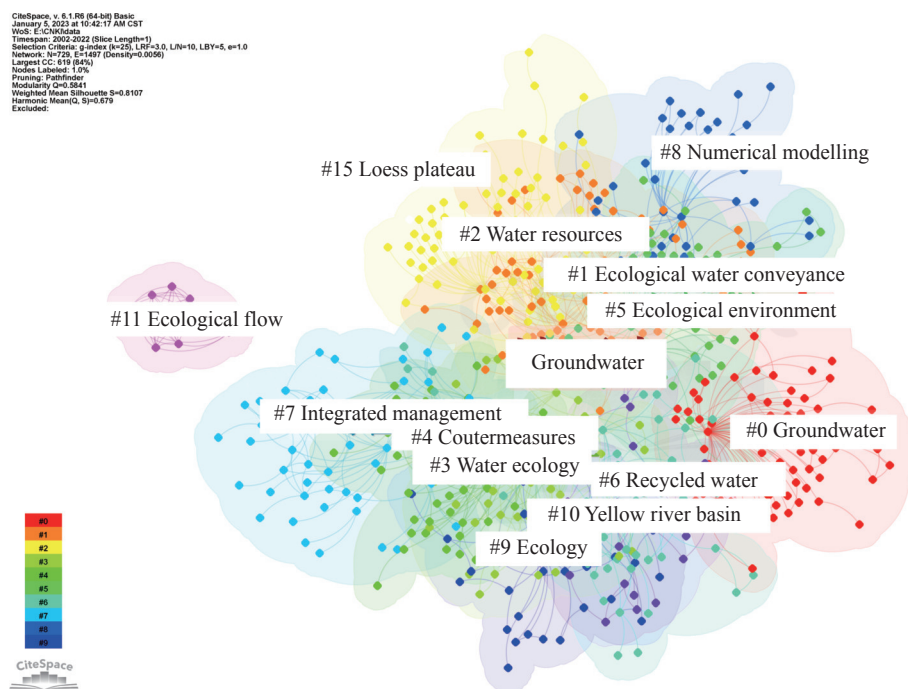 CiteSpace, v. 6.1.R6 (64-bit) Basic
January 5, 2023 at 10:42:17 AM CST
WoS: E:\CNKI\data
Timespan: 2002-2022 (Slice Length=1)
Selection Criteria: g-index (k=25), LRF=3.0, L/N=10, LBY=5, e=1.0
Network: N=729, E=1497 (Density=0.0056)
Largest CC: 619 (84%)
Nodes Labeled: 1.0%
Pruning: Pathfinder
Modularity Q=0.5841
Weighted Mean Silhouette S=0.8107
Harmonic Mean(Q, S)=0.679
Excluded:
#8 Numerical modelling
#15 Loess plateau
#2 Water resources
#1 Ecological water conveyance
#5 Ecological environment
#11 Ecological flow
Groundwater
#7 Integrated management
#0 Groundwater
#4 Coutermeasures
#3 Water ecology
#6 Recycled water
#10 Yellow river basin
#9 Ecology
#0
#1
#2
#3
#4
#5
#6
#7
#8
#9
CiteSpace